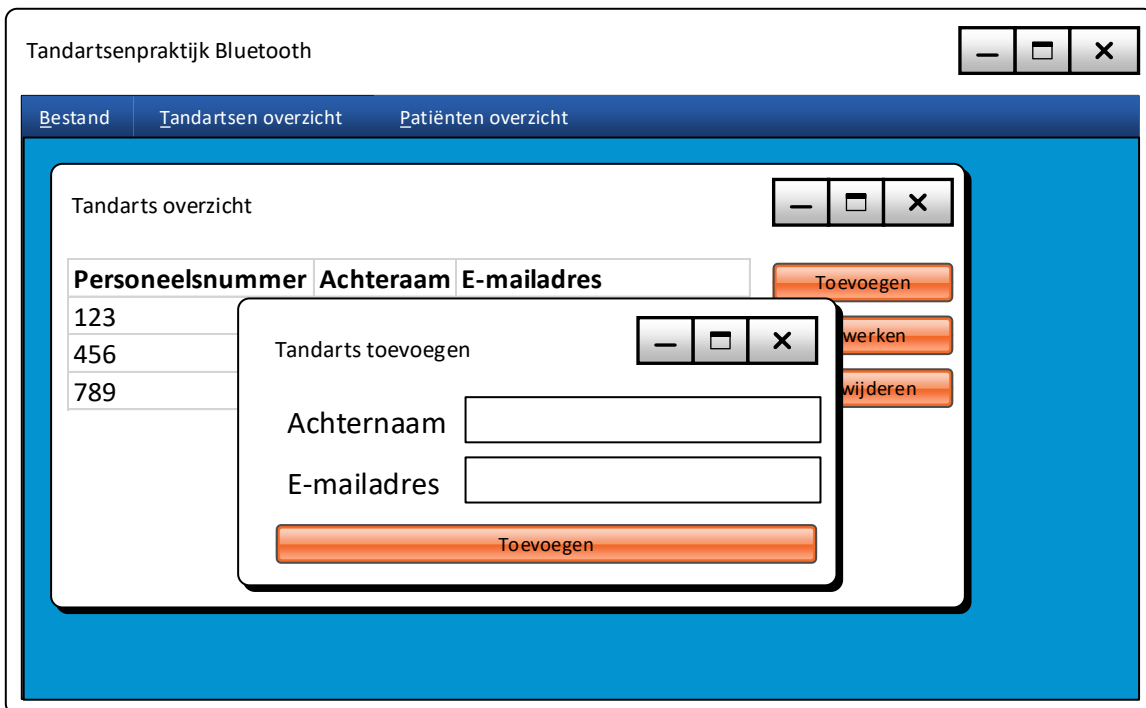 Tandartsenpraktijk Bluetooth
Bestand Tandartsen overzicht Patiënten overzicht
Tandarts overzicht
Personeelsnummer Achteraam E-mailadres
Toevoegen
123
werken
456
wijderen
789
Tandarts toevoegen
Achternaam
E-mailadres
Toevoegen